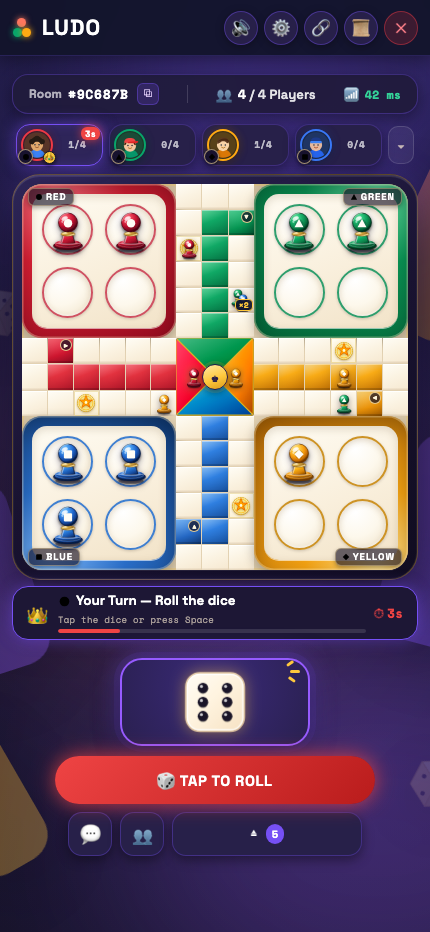 LUDO
Room #9C687B
4 / 4 Players
42 ms
3s
1/4
0/4
1/4
0/4
RED
GREEN
×2
BLUE
YELLOW
Your Turn — Roll the dice
Tap the dice or press Space
3s
TAP TO ROLL
5